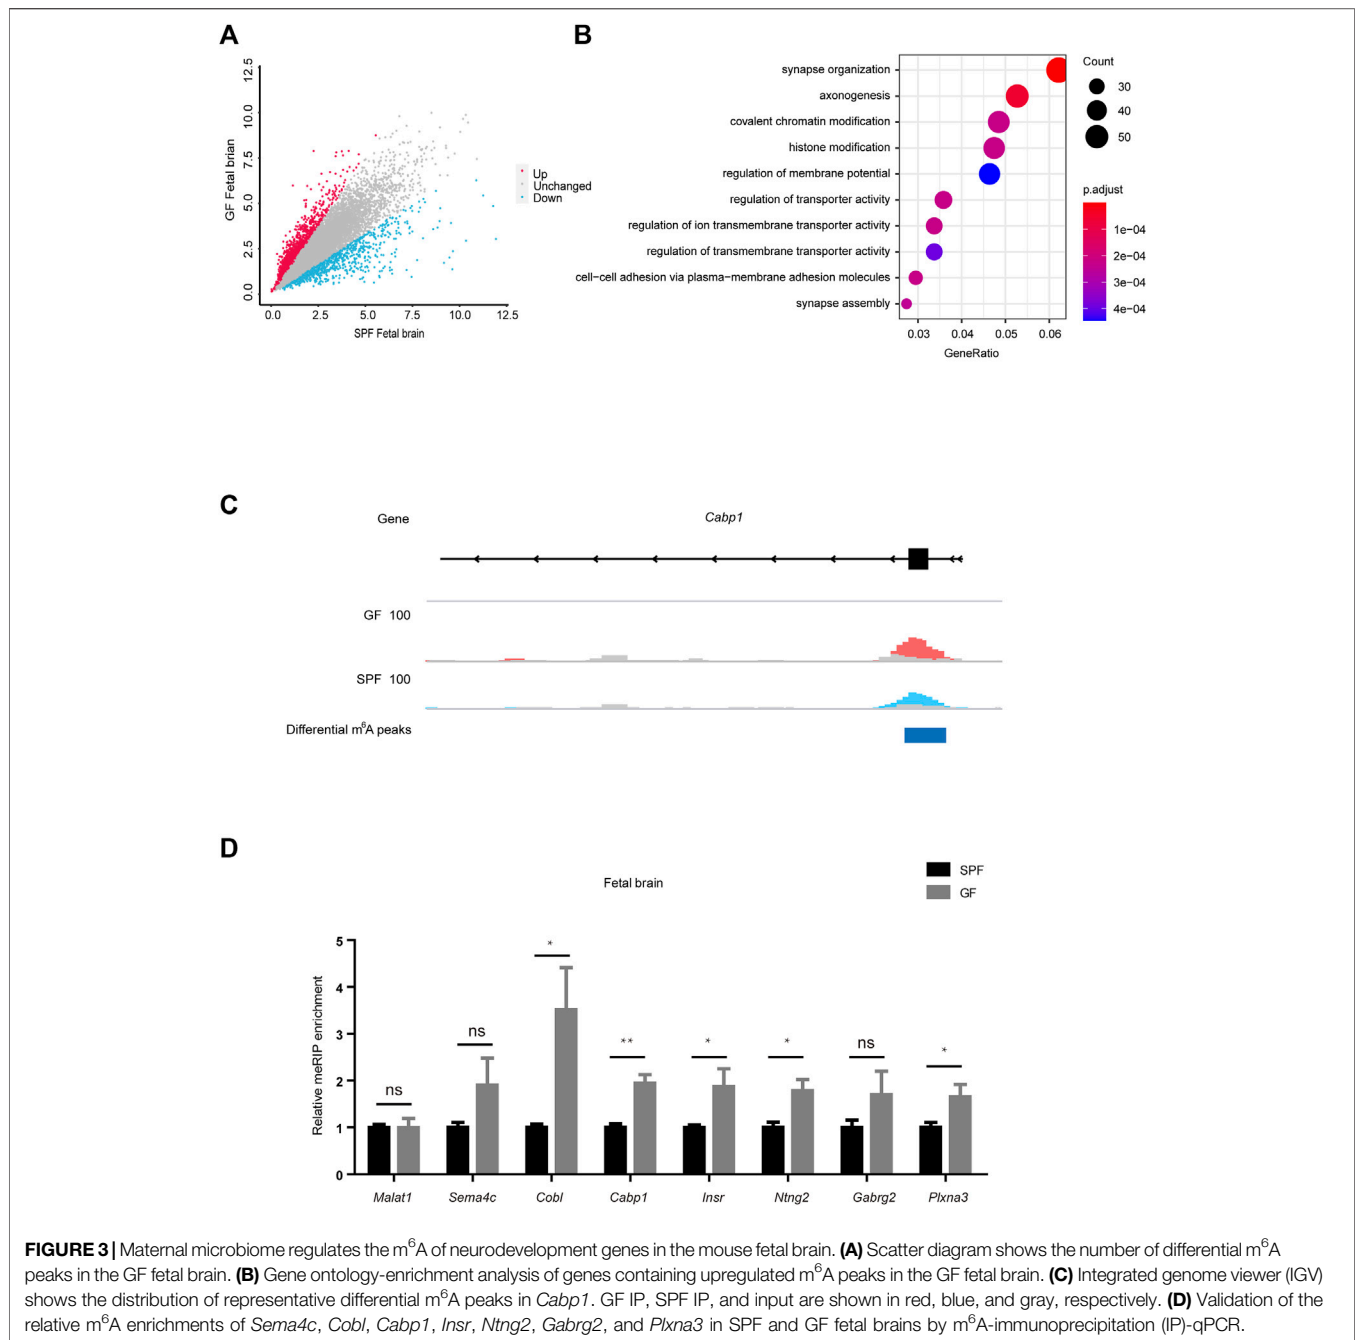 A
12.5
10.0
7.5
5.0
2.5
0.0
GF Fetal brian
0.0 2.5 5.0 7.5 10.0 12.5
SPF Fetal brain
Up
Unchanged
Down
B
synapse organization
axonogenesis
covalent chromatin modification
histone modification
regulation of membrane potential
regulation of transporter activity
regulation of ion transmembrane transporter activity
regulation of transmembrane transporter activity
cell−cell adhesion via plasma−membrane adhesion molecules
synapse assembly
0.03 0.04 0.05 0.06
GeneRatio
Count
30
40
50
p.adjust
1e−04
2e−04
3e−04
4e−04
C
Gene Cabp1
GF 100
SPF 100
Differential m⁶A peaks
D
Fetal brain
SPF
GF
Relative meRIP enrichment
5
4
3
2
1
0
ns ns * ** * * ns *
Malat1 Sema4c Cobl Cabp1 Insr Ntng2 Gabrg2 Plxna3
FIGURE 3 | Maternal microbiome regulates the m⁶A of neurodevelopment genes in the mouse fetal brain. (A) Scatter diagram shows the number of differential m⁶A
peaks in the GF fetal brain. (B) Gene ontology-enrichment analysis of genes containing upregulated m⁶A peaks in the GF fetal brain. (C) Integrated genome viewer (IGV)
shows the distribution of representative differential m⁶A peaks in Cabp1. GF IP, SPF IP, and input are shown in red, blue, and gray, respectively. (D) Validation of the
relative m⁶A enrichments of Sema4c, Cobl, Cabp1, Insr, Ntng2, Gabrg2, and Plxna3 in SPF and GF fetal brains by m⁶A-immunoprecipitation (IP)-qPCR.